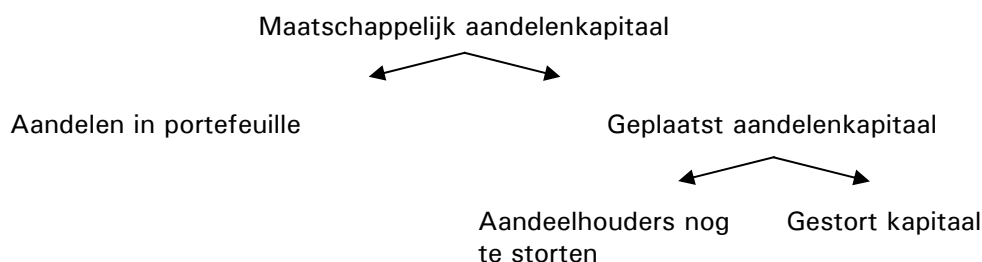 Maatschappelijk aandelenkapitaal
Aandelen in portefeuille
Geplaatst aandelenkapitaal
Aandeelhouders nog
te storten
Gestort kapitaal